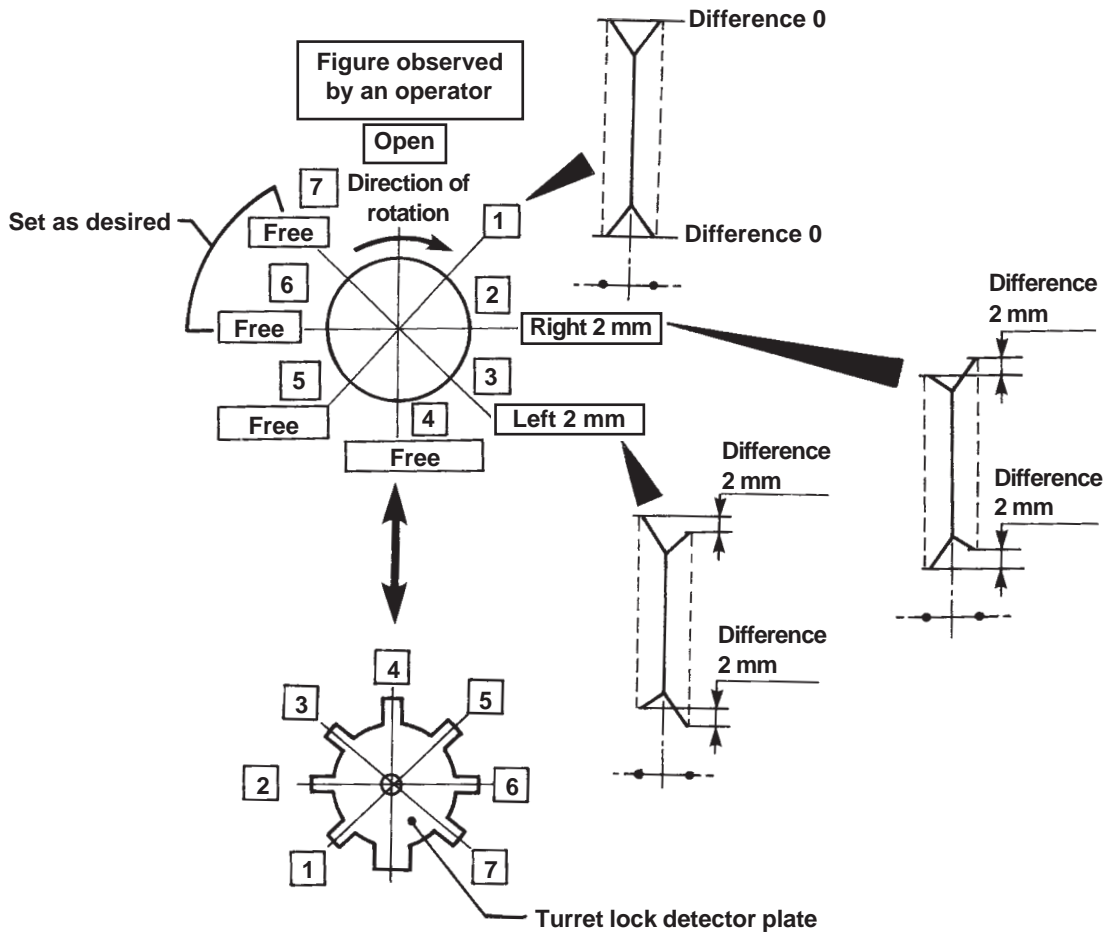 Difference 0
Figure observed
by an operator
Open
7
Direction of
rotation
1
Set as desired
Free
Difference 0
6
2
Difference
2 mm
Free
Right 2 mm
5
3
Free
4
Left 2 mm
Free
Difference
2 mm
Difference
2 mm
Difference
2 mm
4
3
5
2
6
1
7
Turret lock detector plate